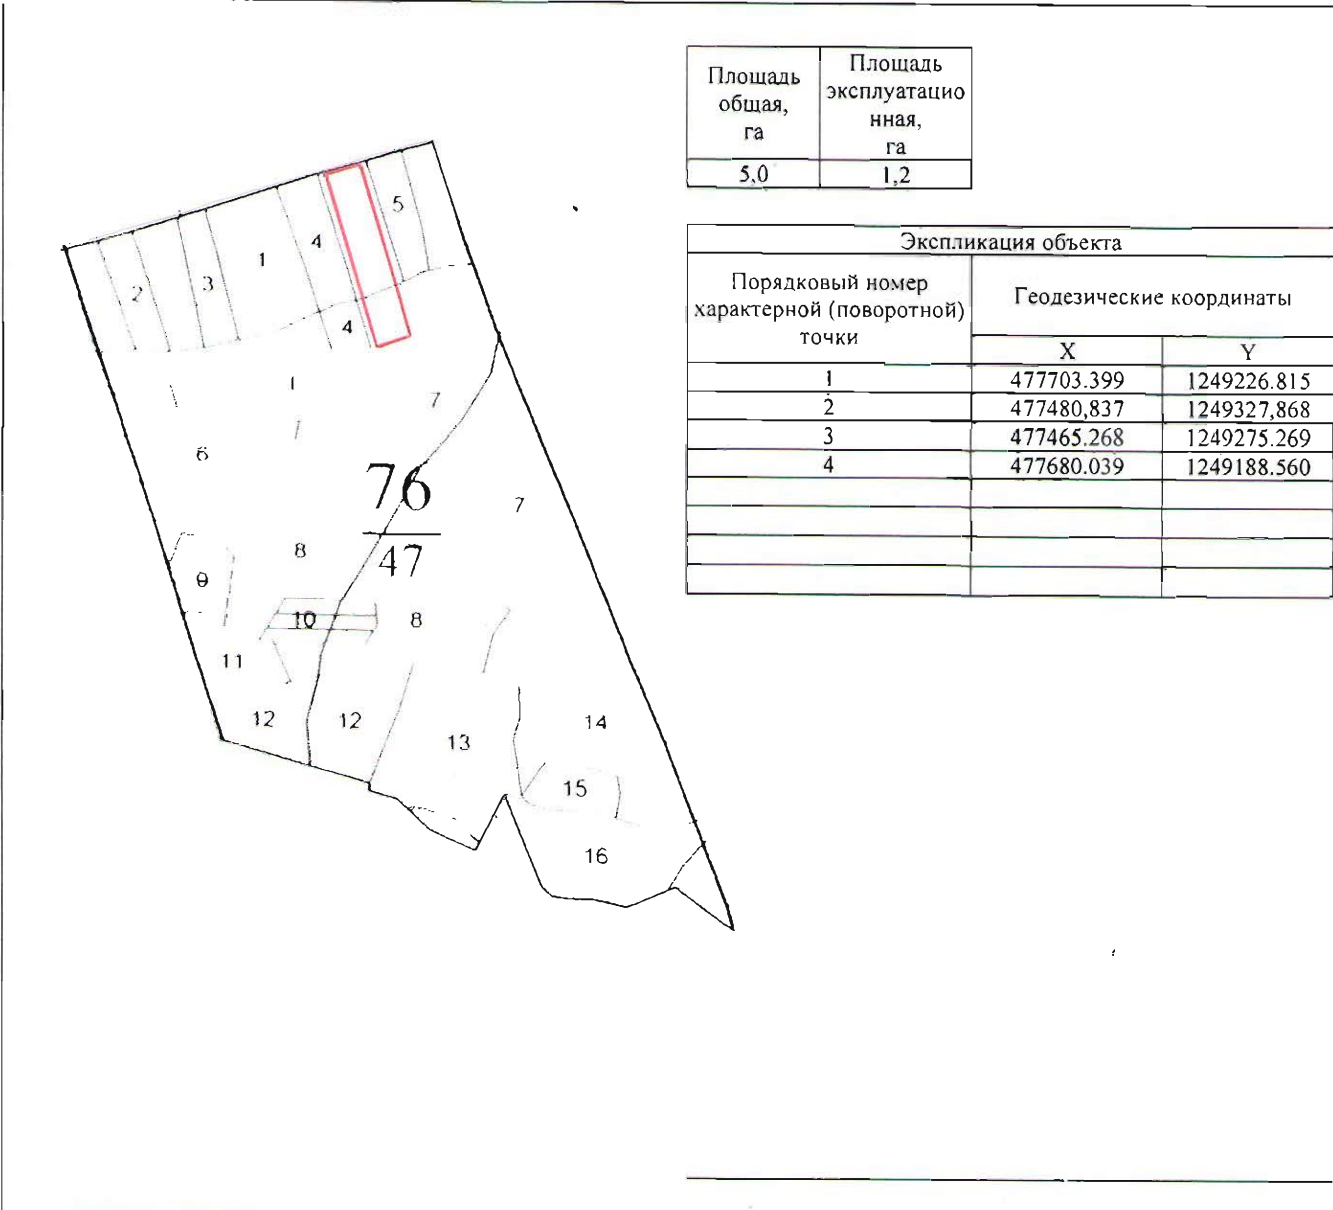 Площадь общая, га
Площадь эксплуатацио нная, га
5,0 1,2
Экспликация объекта
Порядковый номер характерной (поворотной) точки
Геодезические координаты
X Y
1 477703.399 1249226.815
2 477480,837 1249327,868
3 477465.268 1249275.269
4 477680.039 1249188.560
5
4
1
3
2
4
1
7
6
76
47
7
8
9
10
8
11
12
12
13
14
15
16